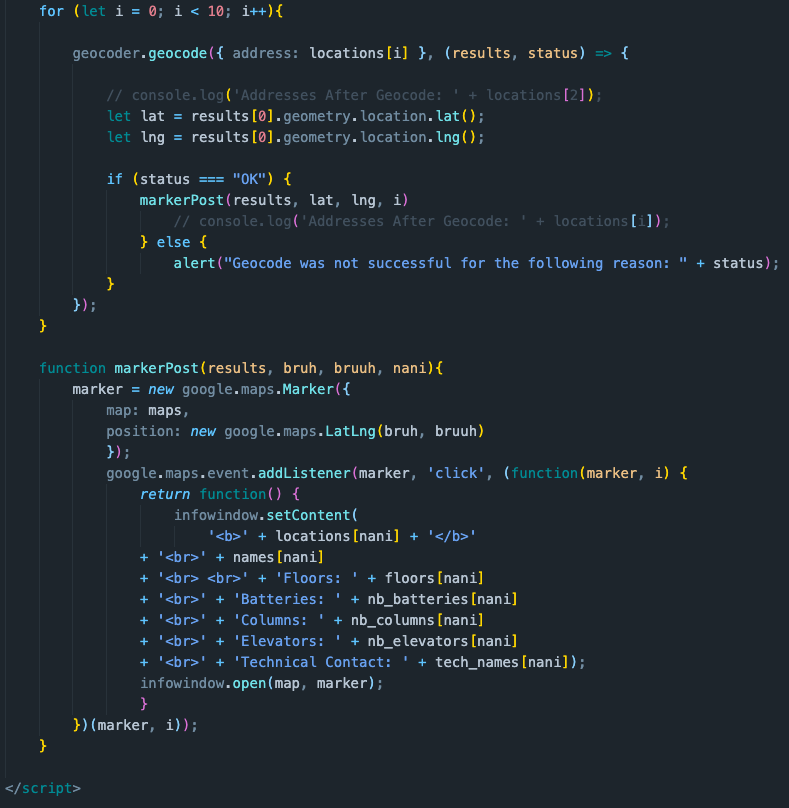 for (let i = 0; i < 10; i++){
geocoder.geocode({ address: locations[i] }, (results, status) => {
// console.log('Addresses After Geocode: ' + locations[2]);
let lat = results[0].geometry.location.lat();
let lng = results[0].geometry.location.lng();
if (status === "OK") {
markerPost(results, lat, lng, i)
// console.log('Addresses After Geocode: ' + locations[i]);
} else {
alert("Geocode was not successful for the following reason: " + status);
}
});
}
function markerPost(results, bruh, bruuh, nani){
marker = new google.maps.Marker({
map: maps,
position: new google.maps.LatLng(bruh, bruuh)
});
google.maps.event.addListener(marker, 'click', (function(marker, i) {
return function() {
infowindow.setContent(
'<b>' + locations[nani] + '</b>'
+ '<br>' + names[nani]
+ '<br> <br>' + 'Floors: ' + floors[nani]
+ '<br>' + 'Batteries: ' + nb_batteries[nani]
+ '<br>' + 'Columns: ' + nb_columns[nani]
+ '<br>' + 'Elevators: ' + nb_elevators[nani]
+ '<br>' + 'Technical Contact: ' + tech_names[nani]);
infowindow.open(map, marker);
}
})(marker, i));
}
</script>